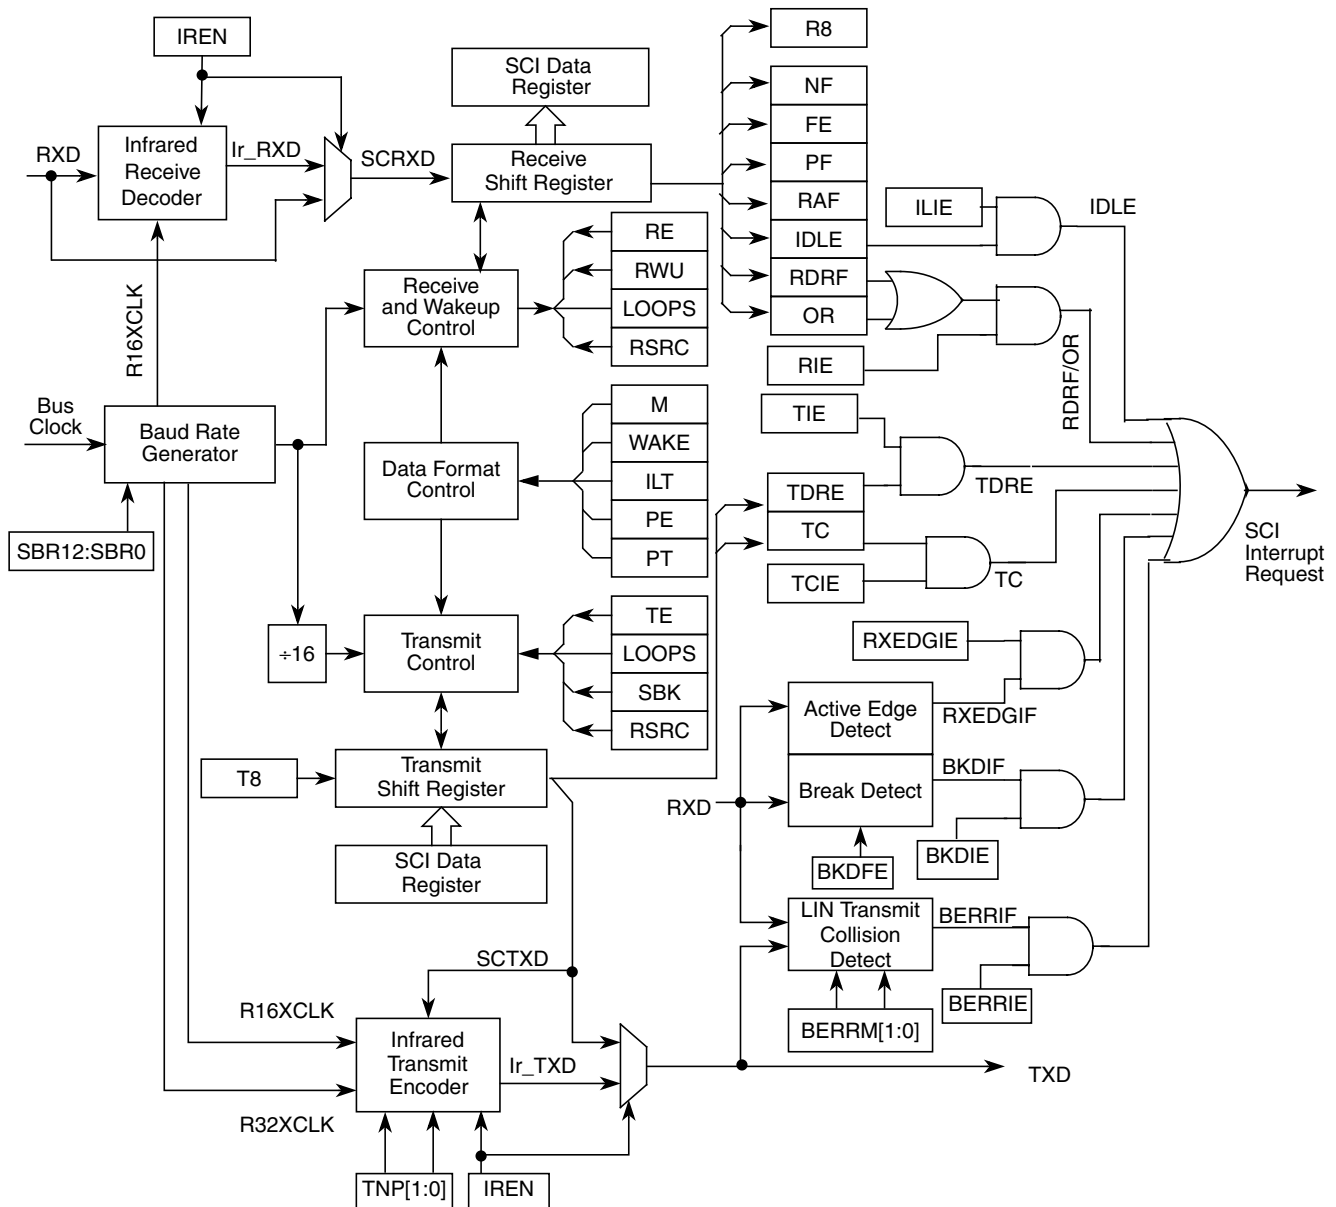 IREN
SCI Data
Register
R8
NF
FE
PF
RAF
IDLE
RDRF
OR
RXD
Infrared
Receive
Decoder
Ir_RXD
SCRXD
Receive
Shift Register
ILIE
IDLE
R16XCLK
Receive
and Wakeup
Control
RE
RWU
LOOPS
RSRC
RIE
RDRF/OR
Bus
Clock
Baud Rate
Generator
SBR12:SBR0
Data Format
Control
M
WAKE
ILT
PE
PT
TIE
TDRE
TC
TCIE
TDRE
TC
SCI
Interrupt
Request
÷16
Transmit
Control
TE
LOOPS
SBK
RSRC
RXEDGIE
Active Edge
Detect
RXEDGIF
T8
Transmit
Shift Register
RXD
Break Detect
BKDIF
BKDIE
BKDFE
SCI Data
Register
LIN Transmit
Collision
Detect
BERRIF
BERRIE
BERRM[1:0]
SCTXD
R16XCLK
Infrared
Transmit
Encoder
Ir_TXD
R32XCLK
TXD
TNP[1:0]
IREN